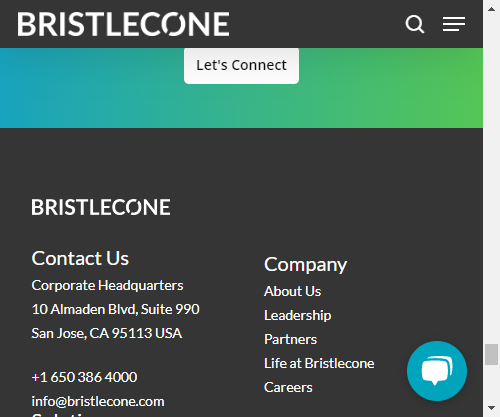 BRISTLECONE
Let's Connect
BRISTLECONE
Contact Us
Corporate Headquarters
10 Almaden Blvd, Suite 990
San Jose, CA 95113 USA
+1 650 386 4000
info@bristlecone.com
Company
About Us
Leadership
Partners
Life at Bristlecone
Careers